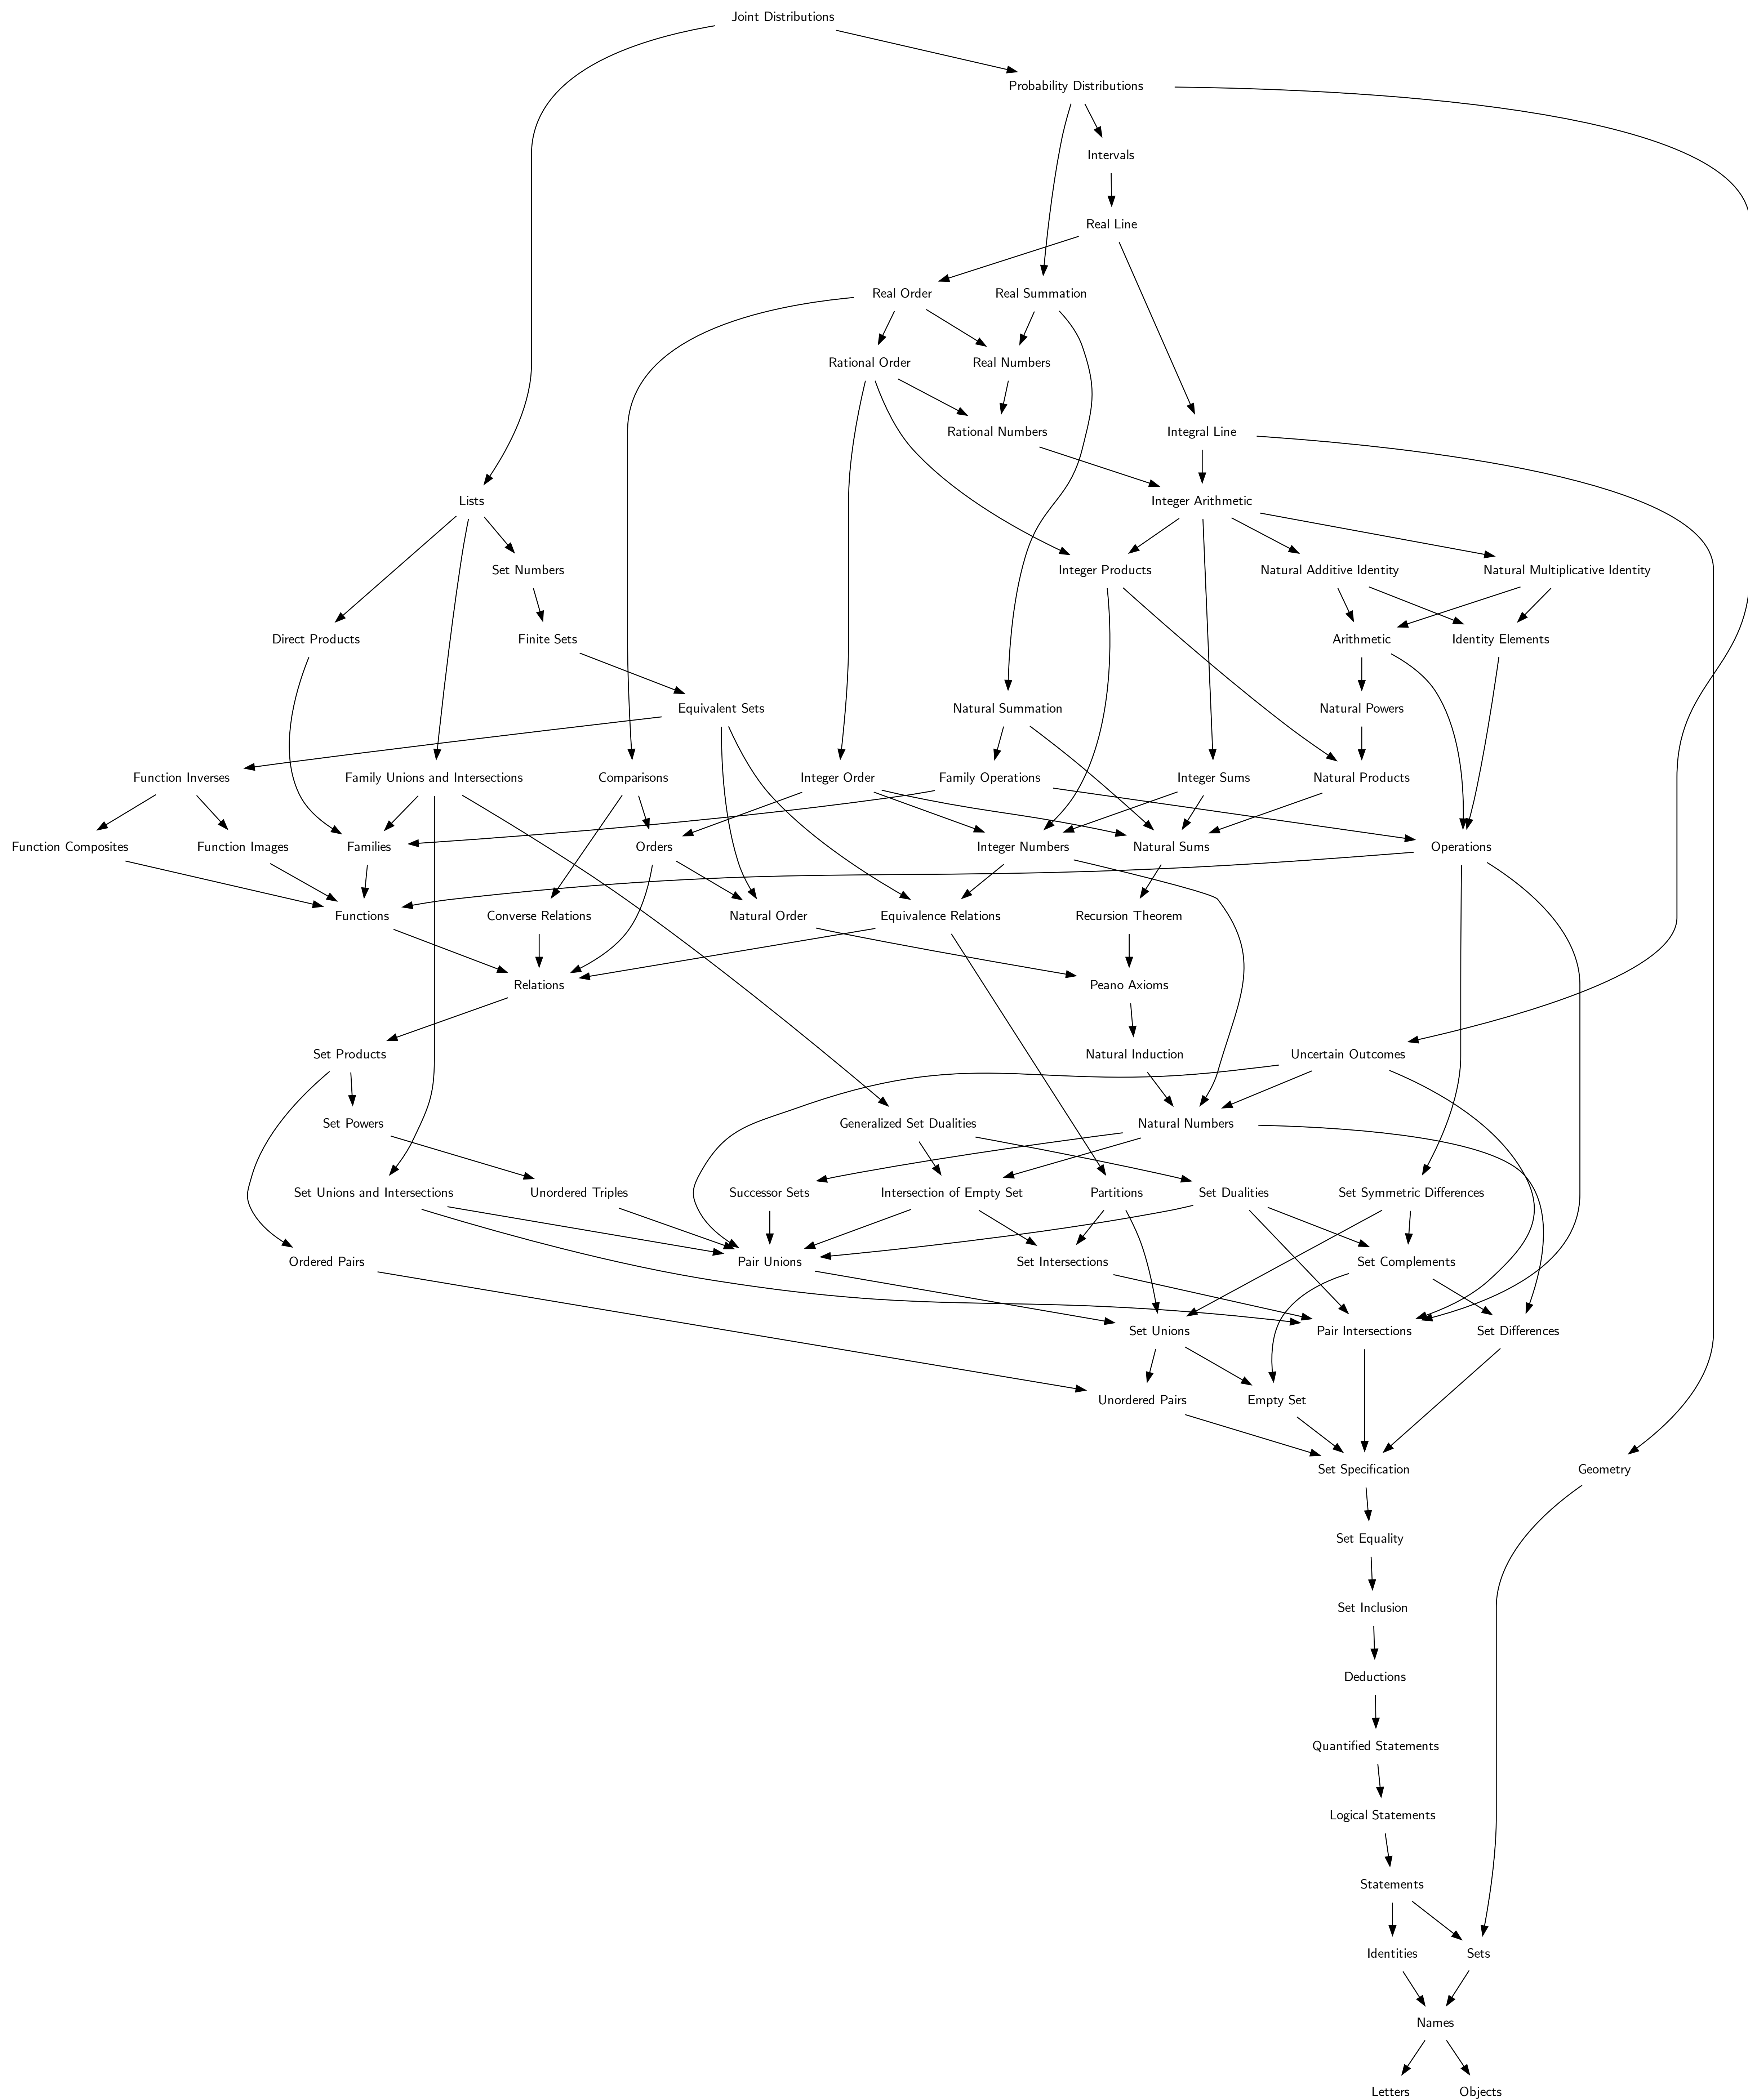 Joint Distributions
Probability Distributions
Intervals
Real Line
Real Order
Real Summation
Rational Order
Real Numbers
Rational Numbers
Integral Line
Lists
Integer Arithmetic
Set Numbers
Integer Products
Natural Additive Identity
Natural Multiplicative Identity
Direct Products
Finite Sets
Arithmetic
Identity Elements
Equivalent Sets
Natural Summation
Natural Powers
Function Inverses
Family Unions and Intersections
Comparisons
Integer Order
Family Operations
Integer Sums
Natural Products
Function Composites
Function Images
Families
Orders
Integer Numbers
Natural Sums
Operations
Functions
Converse Relations
Natural Order
Equivalence Relations
Recursion Theorem
Relations
Peano Axioms
Set Products
Natural Induction
Uncertain Outcomes
Set Powers
Generalized Set Dualities
Natural Numbers
Set Unions and Intersections
Unordered Triples
Successor Sets
Intersection of Empty Set
Partitions
Set Dualities
Set Symmetric Differences
Ordered Pairs
Pair Unions
Set Intersections
Set Complements
Set Unions
Pair Intersections
Set Differences
Unordered Pairs
Empty Set
Set Specification
Geometry
Set Equality
Set Inclusion
Deductions
Quantified Statements
Logical Statements
Statements
Identities
Sets
Names
Letters
Objects